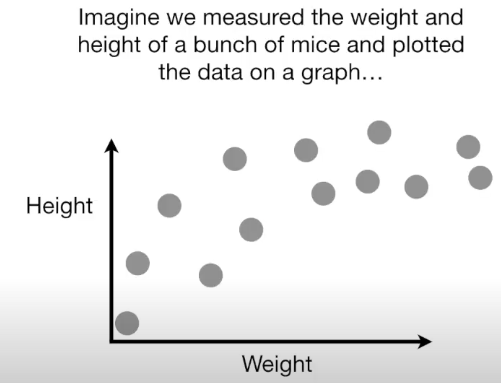 Imagine we measured the weight and
height of a bunch of mice and plotted
the data on a graph…
Height
Weight